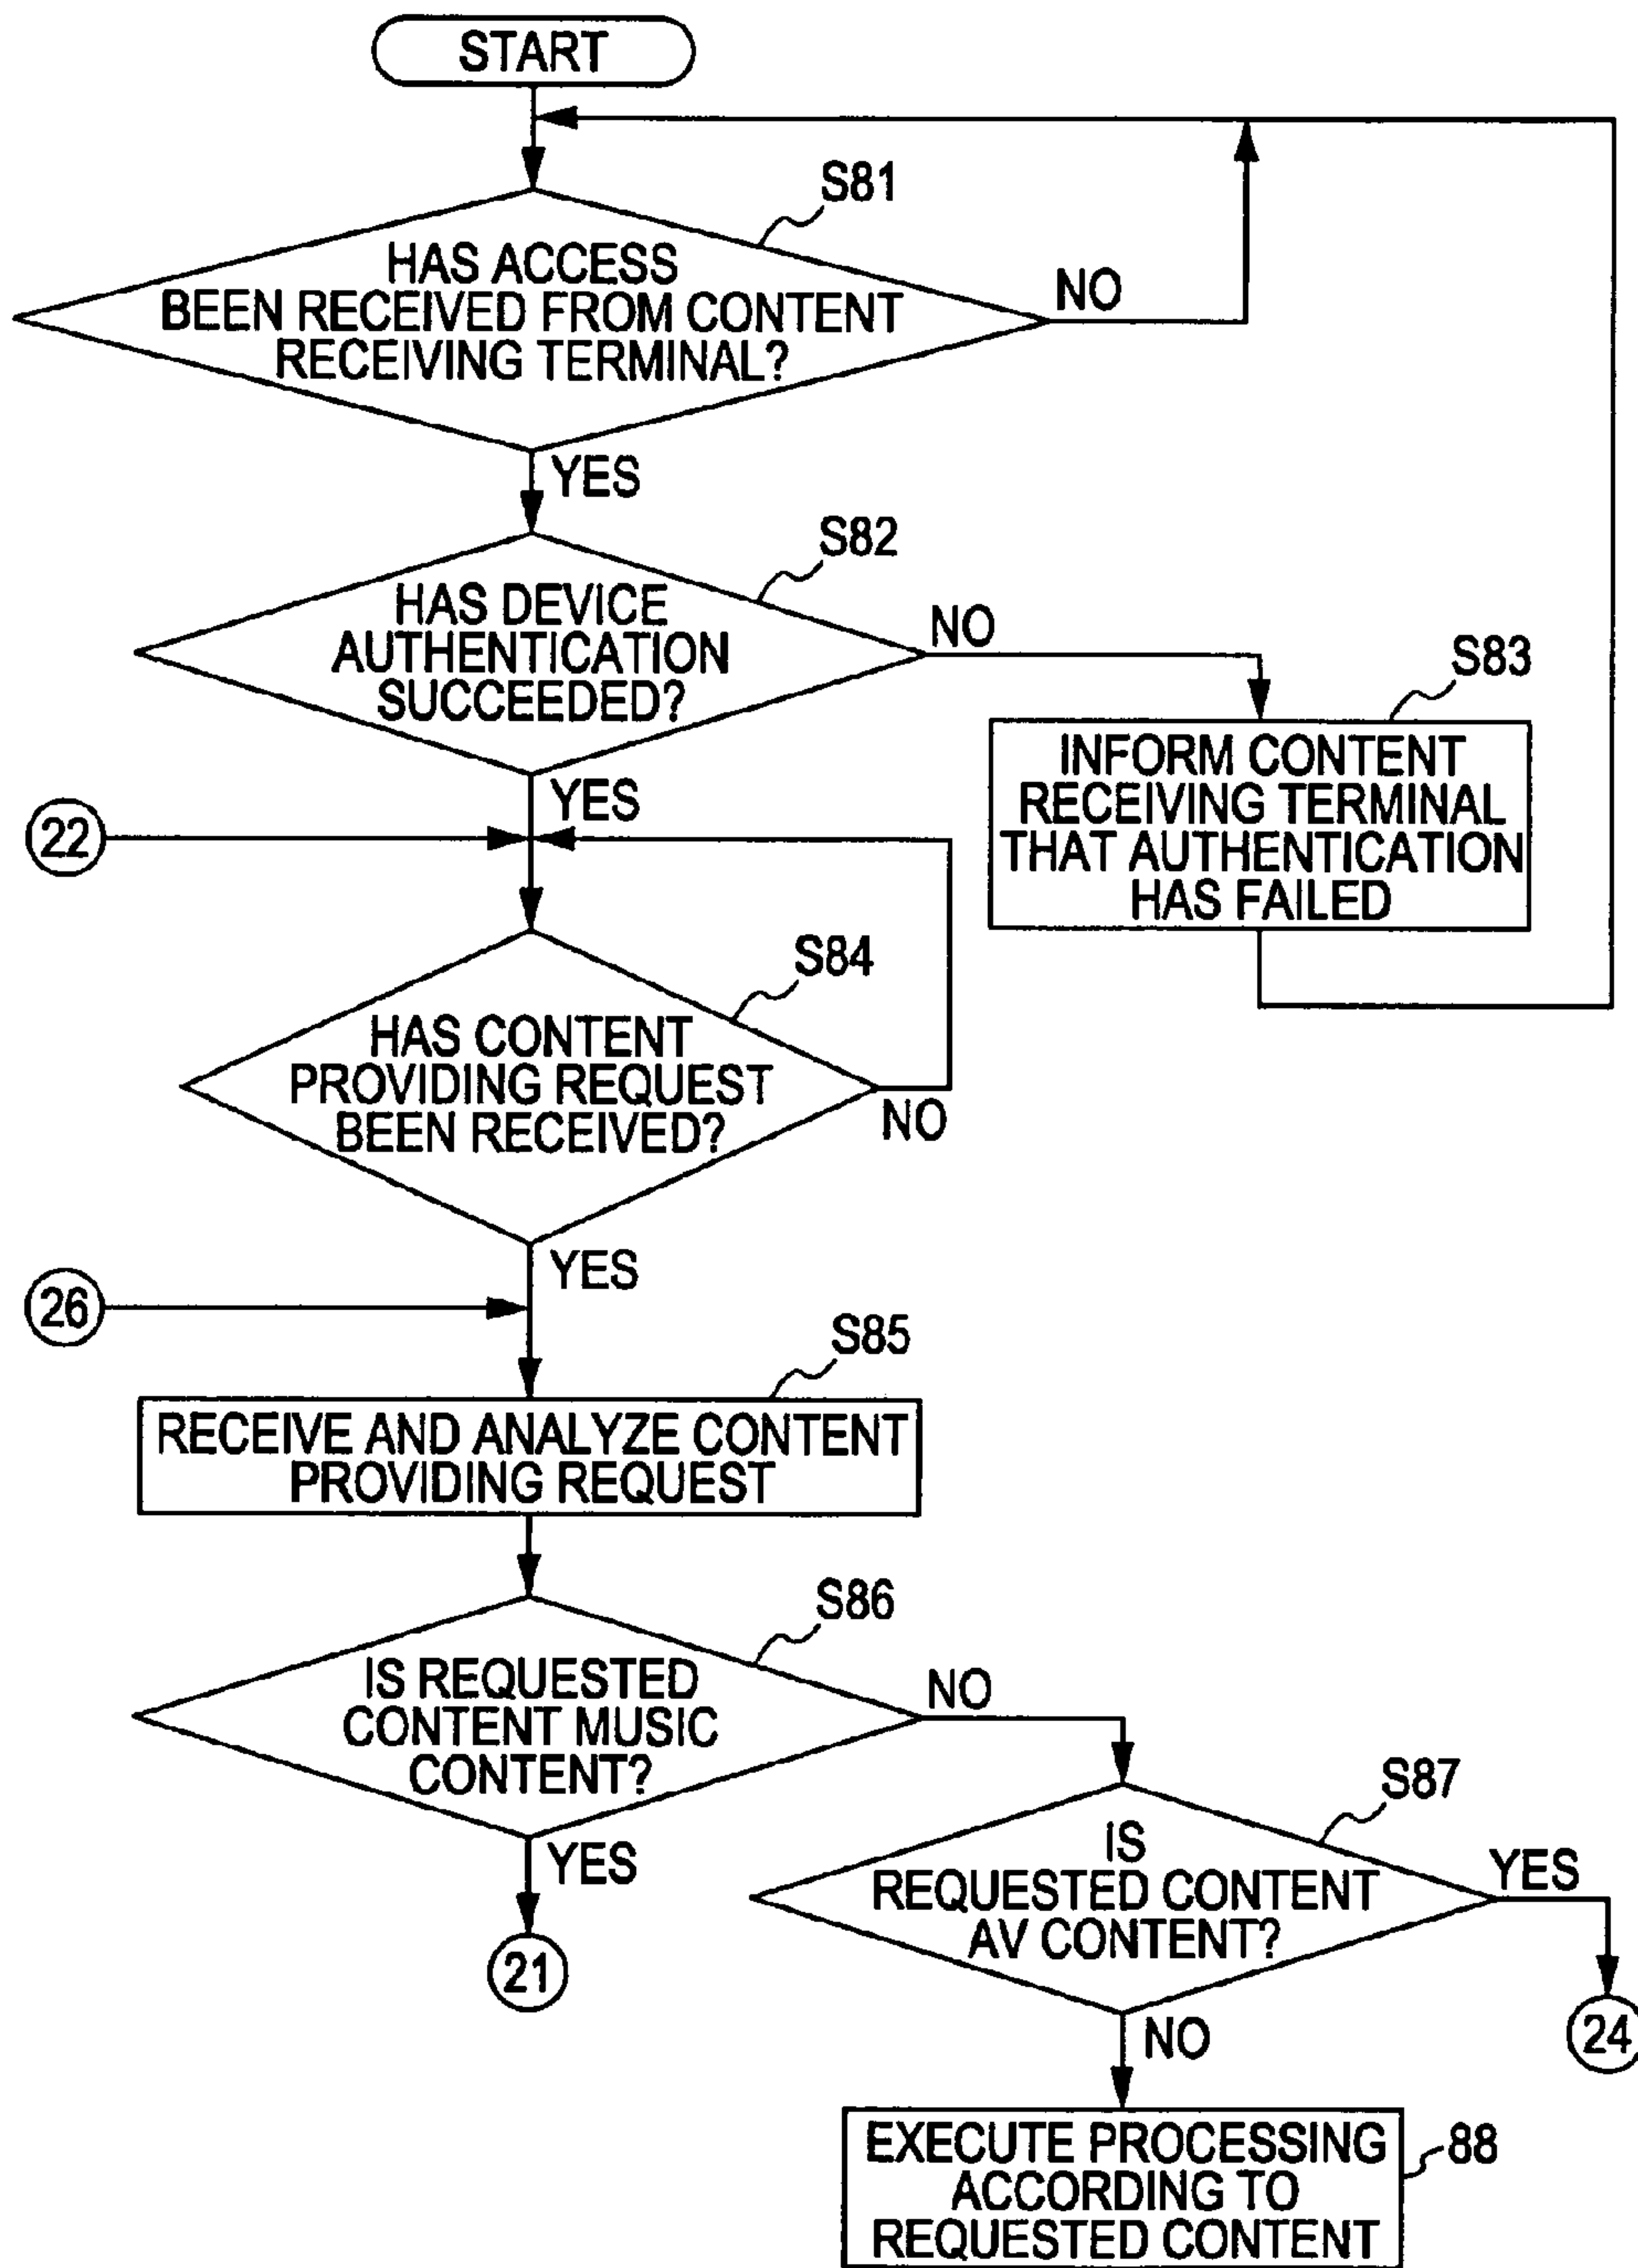 START
S81
HAS ACCESS
BEEN RECEIVED FROM CONTENT
RECEIVING TERMINAL?
NO
YES
S82
HAS DEVICE
AUTHENTICATION
SUCCEEDED?
NO
S83
INFORM CONTENT
RECEIVING TERMINAL
THAT AUTHENTICATION
HAS FAILED
YES
22
S84
HAS CONTENT
PROVIDING REQUEST
BEEN RECEIVED?
NO
YES
26
S85
RECEIVE AND ANALYZE CONTENT
PROVIDING REQUEST
S86
IS REQUESTED
CONTENT MUSIC
CONTENT?
NO
YES
21
S87
IS
REQUESTED CONTENT
AV CONTENT?
YES
24
NO
88
EXECUTE PROCESSING
ACCORDING TO
REQUESTED CONTENT